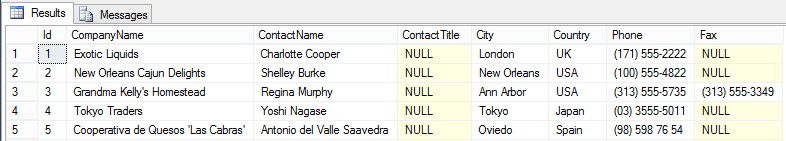 Results Messages
Id CompanyName ContactName ContactTitle City Country Phone Fax
1 1 Exotic Liquids Charlotte Cooper NULL London UK (171) 555-2222 NULL
2 2 New Orleans Cajun Delights Shelley Burke NULL New Orleans USA (100) 555-4822 NULL
3 3 Grandma Kelly's Homestead Regina Murphy NULL Ann Arbor USA (313) 555-5735 (313) 555-3349
4 4 Tokyo Traders Yoshi Nagase NULL Tokyo Japan (03) 3555-5011 NULL
5 5 Cooperativa de Quesos 'Las Cabras' Antonio del Valle Saavedra NULL Oviedo Spain (98) 598 76 54 NULL